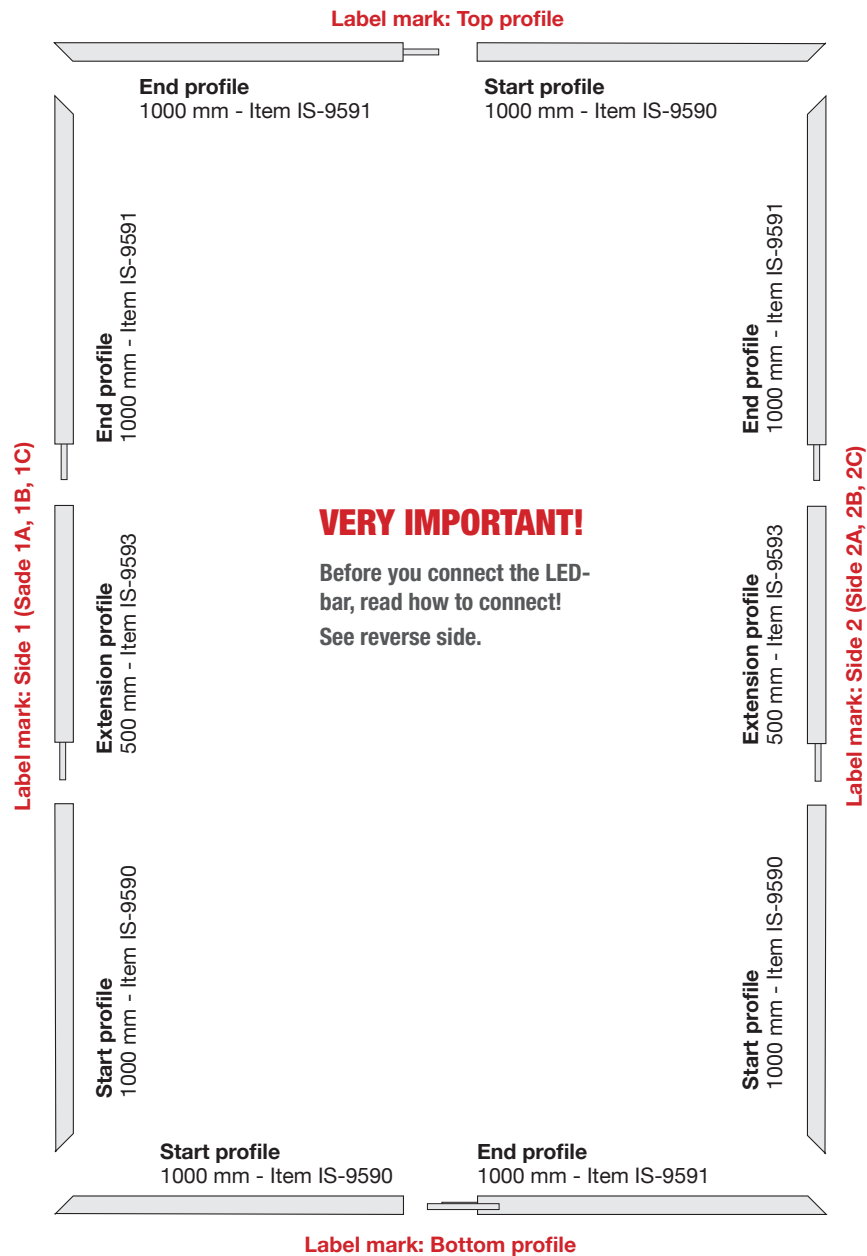 Label mark: Top profile
End profile
1000 mm - Item IS-9591
Start profile
1000 mm - Item IS-9590
End profile
1000 mm - Item IS-9591
End profile
1000 mm - Item IS-9591
Label mark: Side 1 (Sade 1A, 1B, 1C)
Extension profile
500 mm - Item IS-9593
VERY IMPORTANT!
Before you connect the LED-
bar, read how to connect!
See reverse side.
Extension profile
500 mm - Item IS-9593
Label mark: Side 2 (Side 2A, 2B, 2C)
Start profile
1000 mm - Item IS-9590
Start profile
1000 mm - Item IS-9590
Start profile
1000 mm - Item IS-9590
End profile
1000 mm - Item IS-9591
Label mark: Bottom profile